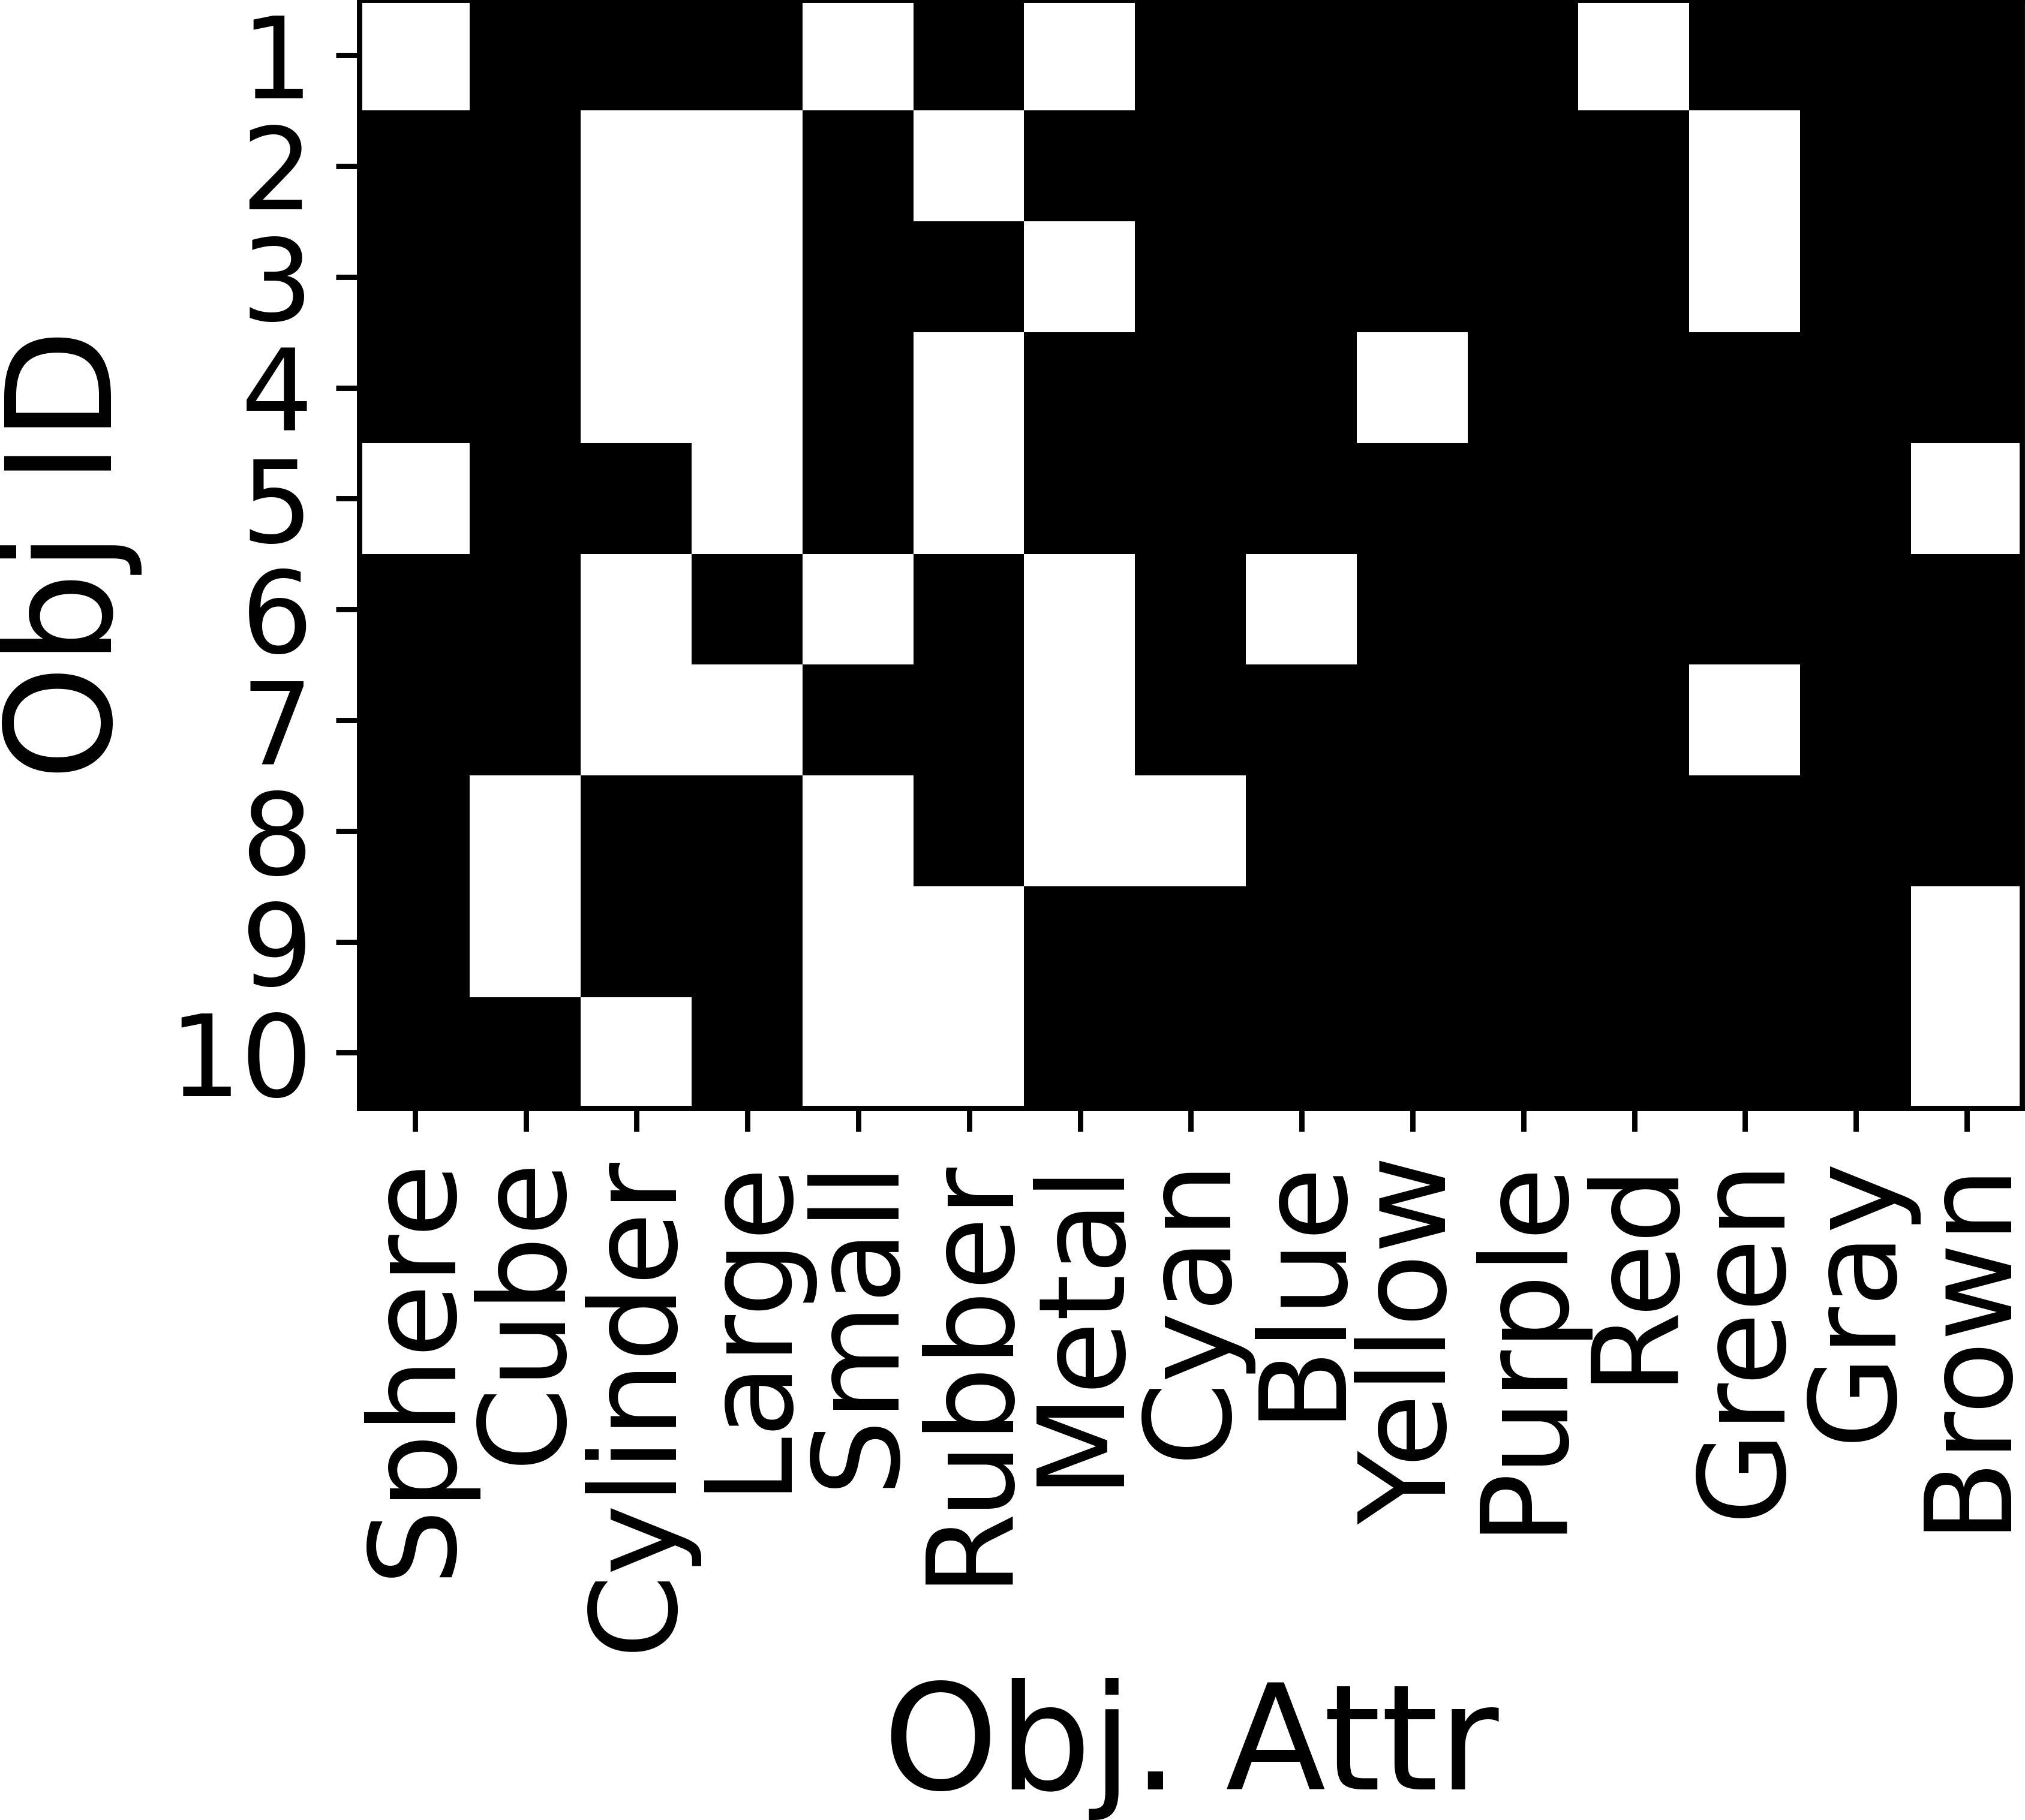 Obj ID
1
2
3
4
5
6
7
8
9
10
Sphere
Cube
Cylinder
Large
Small
Rubber
Metal
Cyan
Blue
Yellow
Purple
Red
Green
Gray
Brown
Obj. Attr